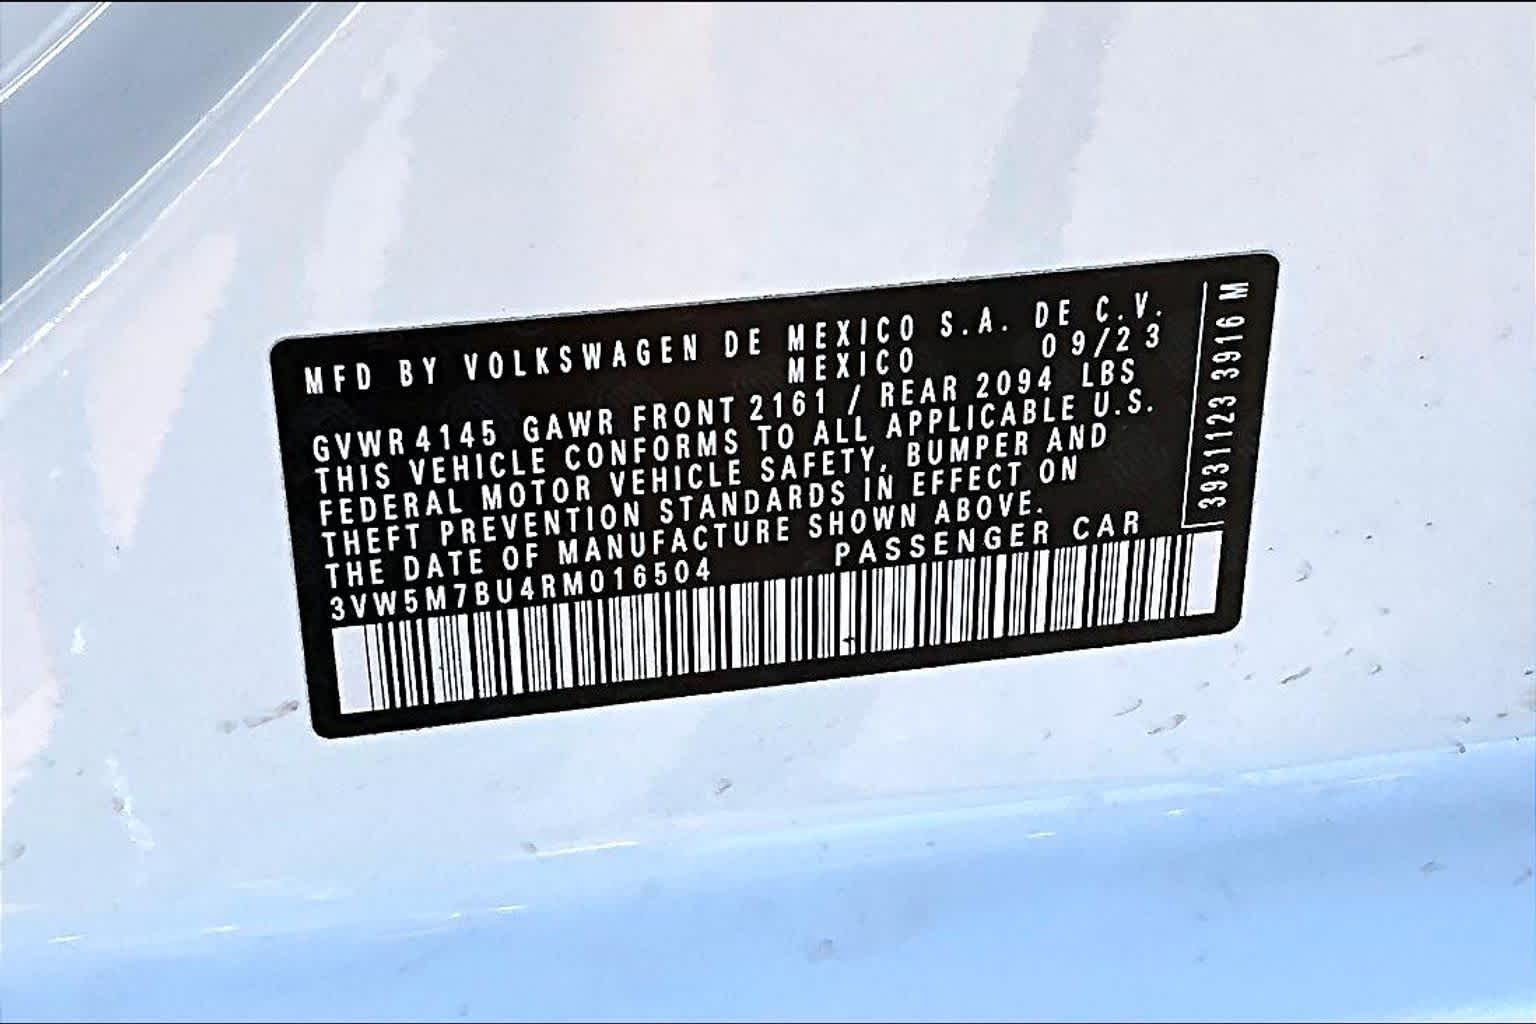 MFD BY VOLKSWAGEN DE MEXICO S.A. DE C.V.
MEXICO 09/23
GVWR 4145 GAWR FRONT 2161 / REAR 2094 LBS
THIS VEHICLE CONFORMS TO ALL APPLICABLE U.S.
FEDERAL MOTOR VEHICLE SAFETY, BUMPER AND
THEFT PREVENTION STANDARDS IN EFFECT ON
THE DATE OF MANUFACTURE SHOWN ABOVE.
3VW5M7BU4RM016504 PASSENGER CAR
3931123 3916 M